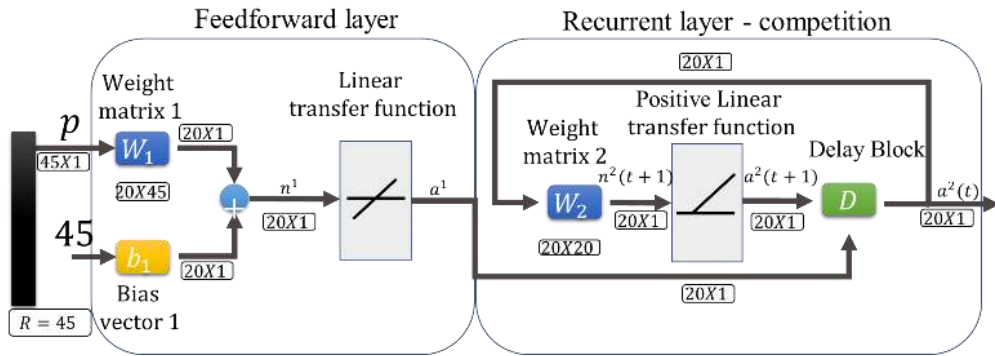 Feedforward layer
Recurrent layer - competition
Weight
matrix 1
p
45X1
W₁
20X45
20X1
45
b₁
20X1
Bias
vector 1
R = 45
+
n¹
20X1
Linear
transfer function
a¹
20X1
Weight
matrix 2
W₂
20X20
n²(t + 1)
20X1
Positive Linear
transfer function
a²(t + 1)
20X1
Delay Block
D
a²(t)
20X1
20X1